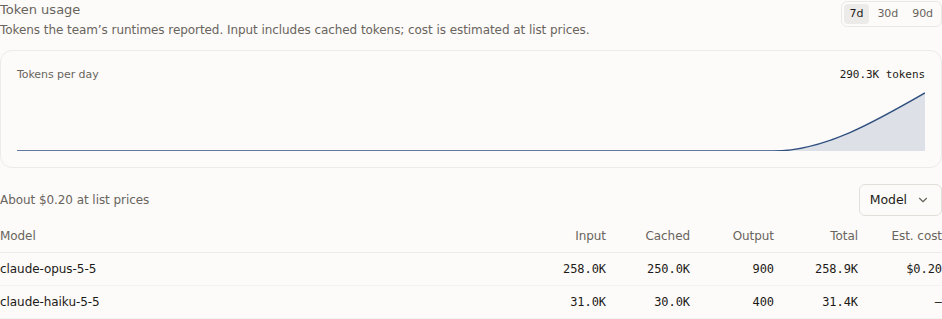 Token usage
7d 30d 90d
Tokens the team’s runtimes reported. Input includes cached tokens; cost is estimated at list prices.
Tokens per day
290.3K tokens
About $0.20 at list prices
Model
Model Input Cached Output Total Est. cost
claude-opus-5-5 258.0K 250.0K 900 258.9K $0.20
claude-haiku-5-5 31.0K 30.0K 400 31.4K —